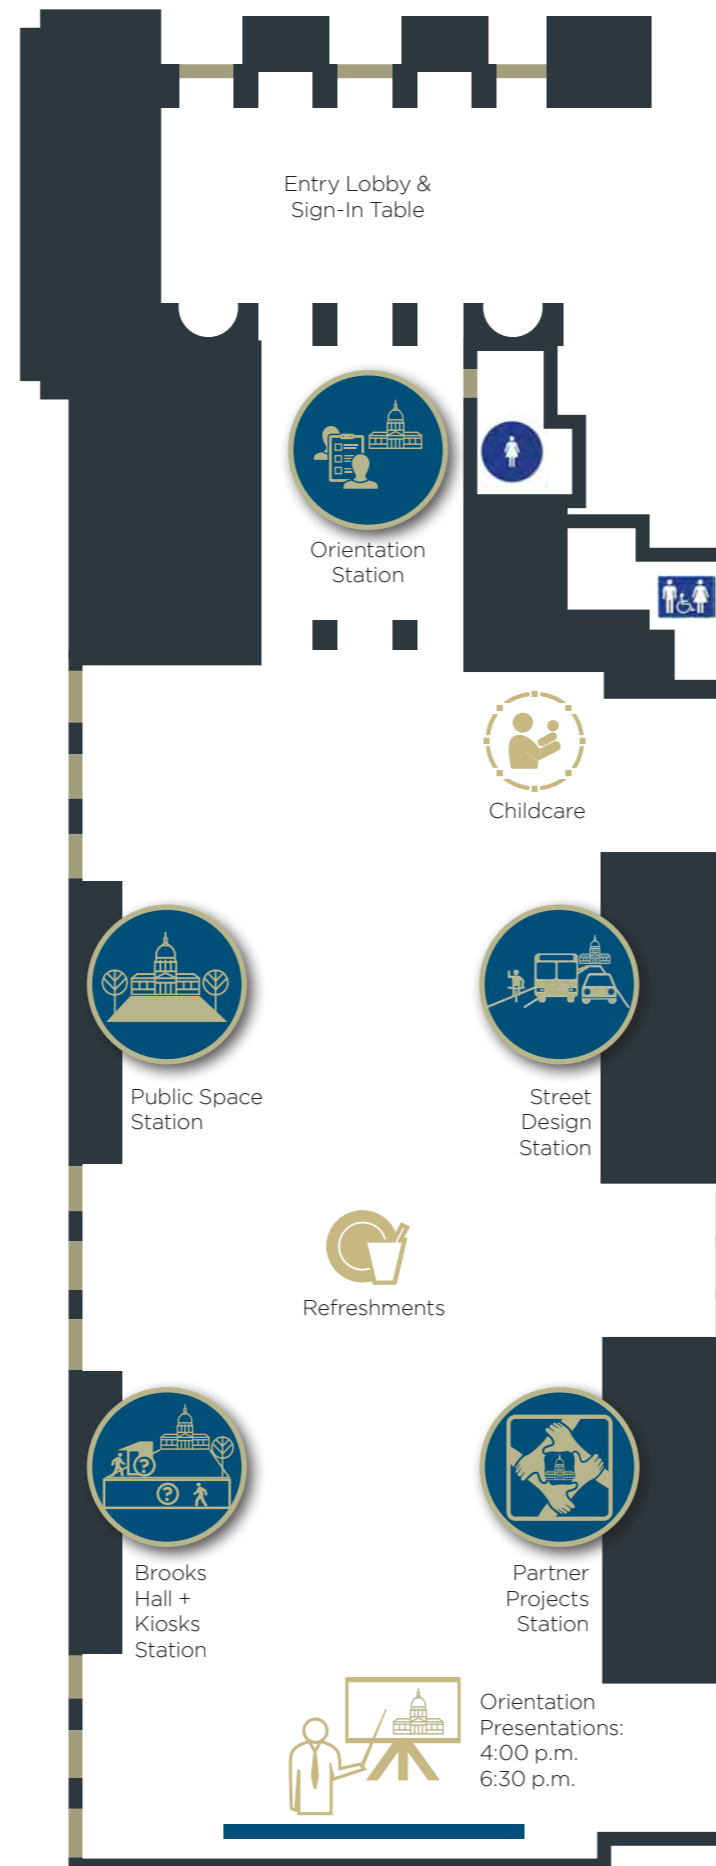 Entry Lobby &
Sign-In Table
Orientation
Station
Childcare
Public Space
Station
Street
Design
Station
Refreshments
?
?
Brooks
Hall +
Kiosks
Station
Partner
Projects
Station
Orientation
Presentations:
4:00 p.m.
6:30 p.m.